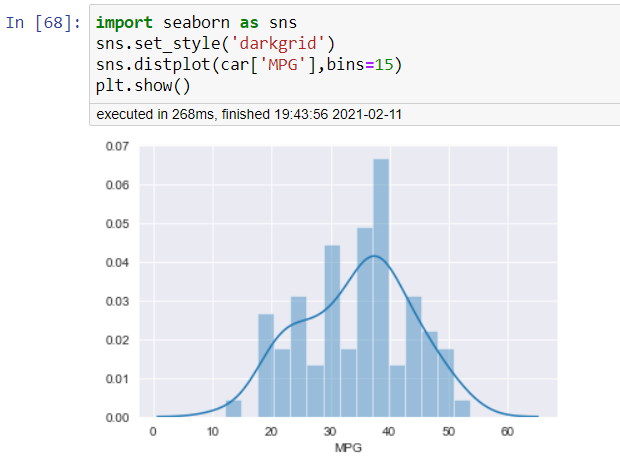 In [68]: import seaborn as sns
sns.set_style('darkgrid')
sns.distplot(car['MPG'],bins=15)
plt.show()
executed in 268ms, finished 19:43:56 2021-02-11
0.07
0.06
0.05
0.04
0.03
0.02
0.01
0.00
0 10 20 30 40 50 60
MPG